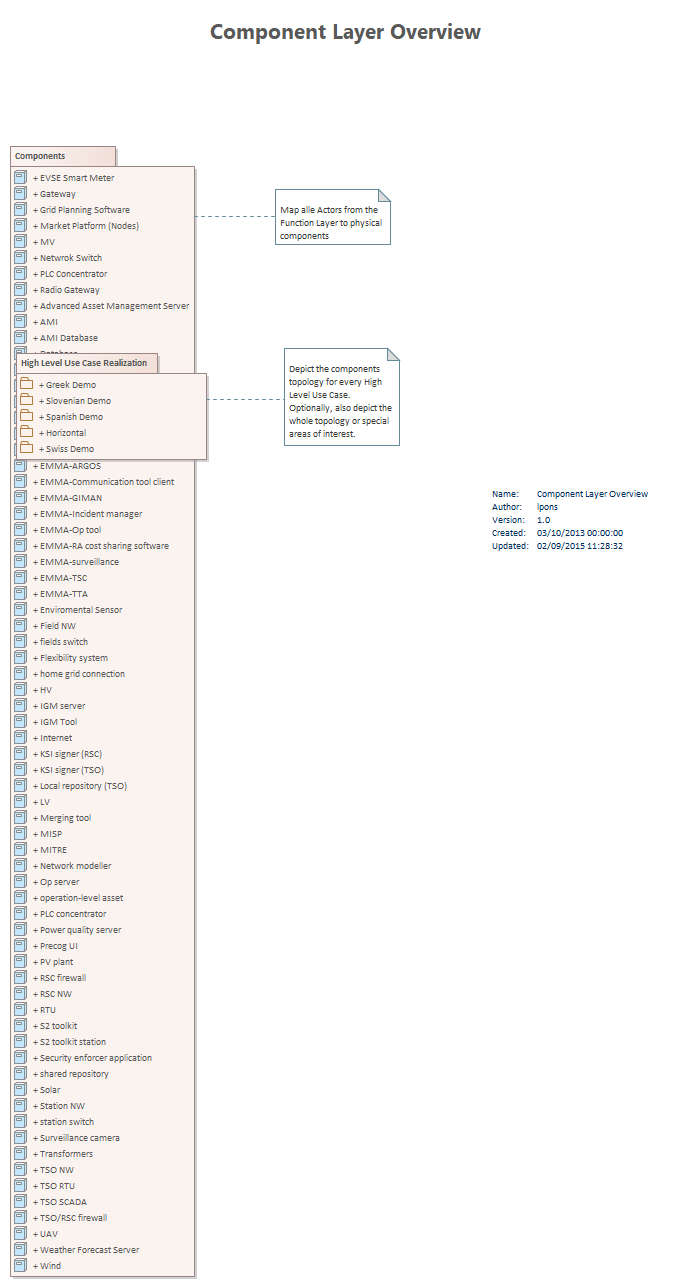 Component Layer Overview
Components
+ EVSE Smart Meter
+ Gateway
+ Grid Planning Software
+ Market Platform (Nodes)
+ MV
+ Netwrok Switch
+ PLC Concentrator
+ Radio Gateway
+ Advanced Asset Management Server
+ AMI
+ AMI Database
Map alle Actors from the
Function Layer to physical
components
High Level Use Case Realization
+ Greek Demo
+ Slovenian Demo
+ Spanish Demo
+ Horizontal
+ Swiss Demo
Depict the components
topology for every High
Level Use Case.
Optionally, also depict the
whole topology or special
areas of interest.
+ EMMA-ARGOS
+ EMMA-Communication tool client
+ EMMA-GIMAN
+ EMMA-Incident manager
+ EMMA-Op tool
+ EMMA-RA cost sharing software
+ EMMA-surveillance
+ EMMA-TSC
+ EMMA-TTA
+ Enviromental Sensor
+ Field NW
+ fields switch
+ Flexibility system
+ home grid connection
+ HV
+ IGM server
+ IGM Tool
+ Internet
+ KSI signer (RSC)
+ KSI signer (TSO)
+ Local repository (TSO)
+ LV
+ Merging tool
+ MISP
+ MITRE
+ Network modeller
+ Op server
+ operation-level asset
+ PLC concentrator
+ Power quality server
+ Precog UI
+ PV plant
+ RSC firewall
+ RSC NW
+ RTU
+ S2 toolkit
+ S2 toolkit station
+ Security enforcer application
+ shared repository
+ Solar
+ Station NW
+ station switch
+ Surveillance camera
+ Transformers
+ TSO NW
+ TSO RTU
+ TSO SCADA
+ TSO/RSC firewall
+ UAV
+ Weather Forecast Server
+ Wind
Name: Component Layer Overview
Author: lpons
Version: 1.0
Created: 03/10/2013 00:00:00
Updated: 02/09/2015 11:28:32